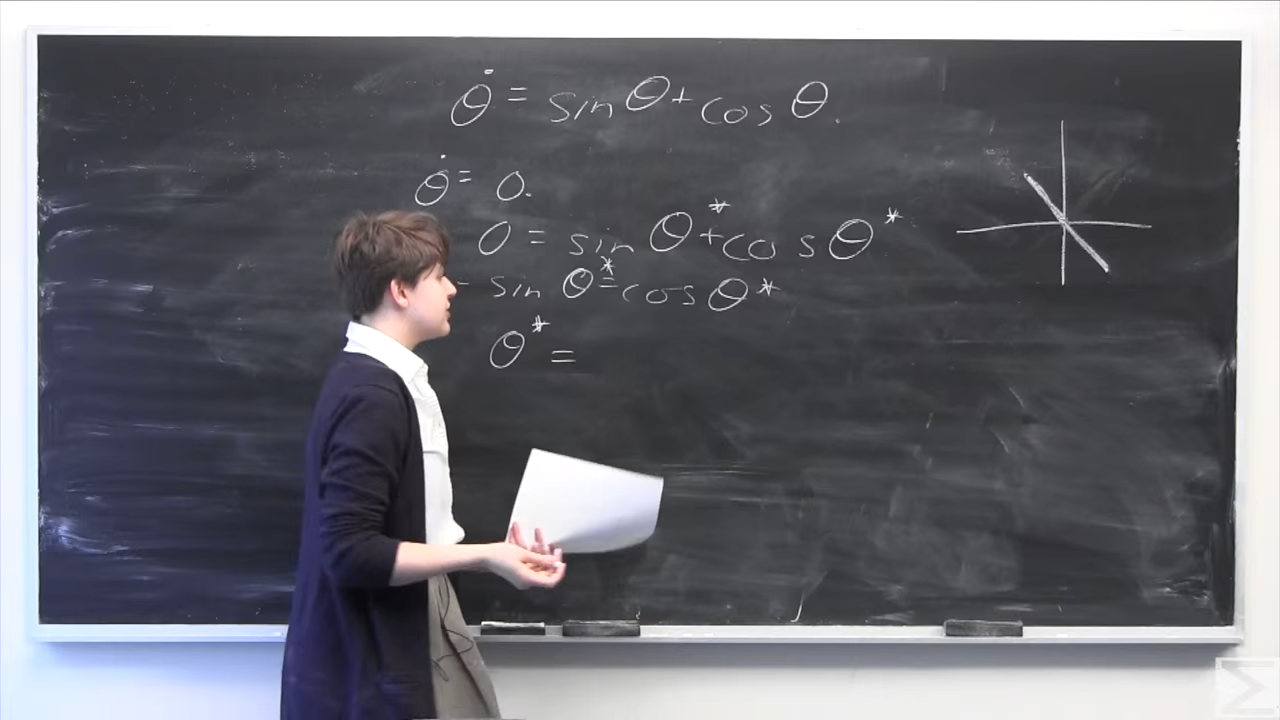 θ̇ = sin θ + cos θ.
θ̇ = 0.
0 = sin θ* + cos θ*
- sin θ* = cos θ*
θ* =
Σ